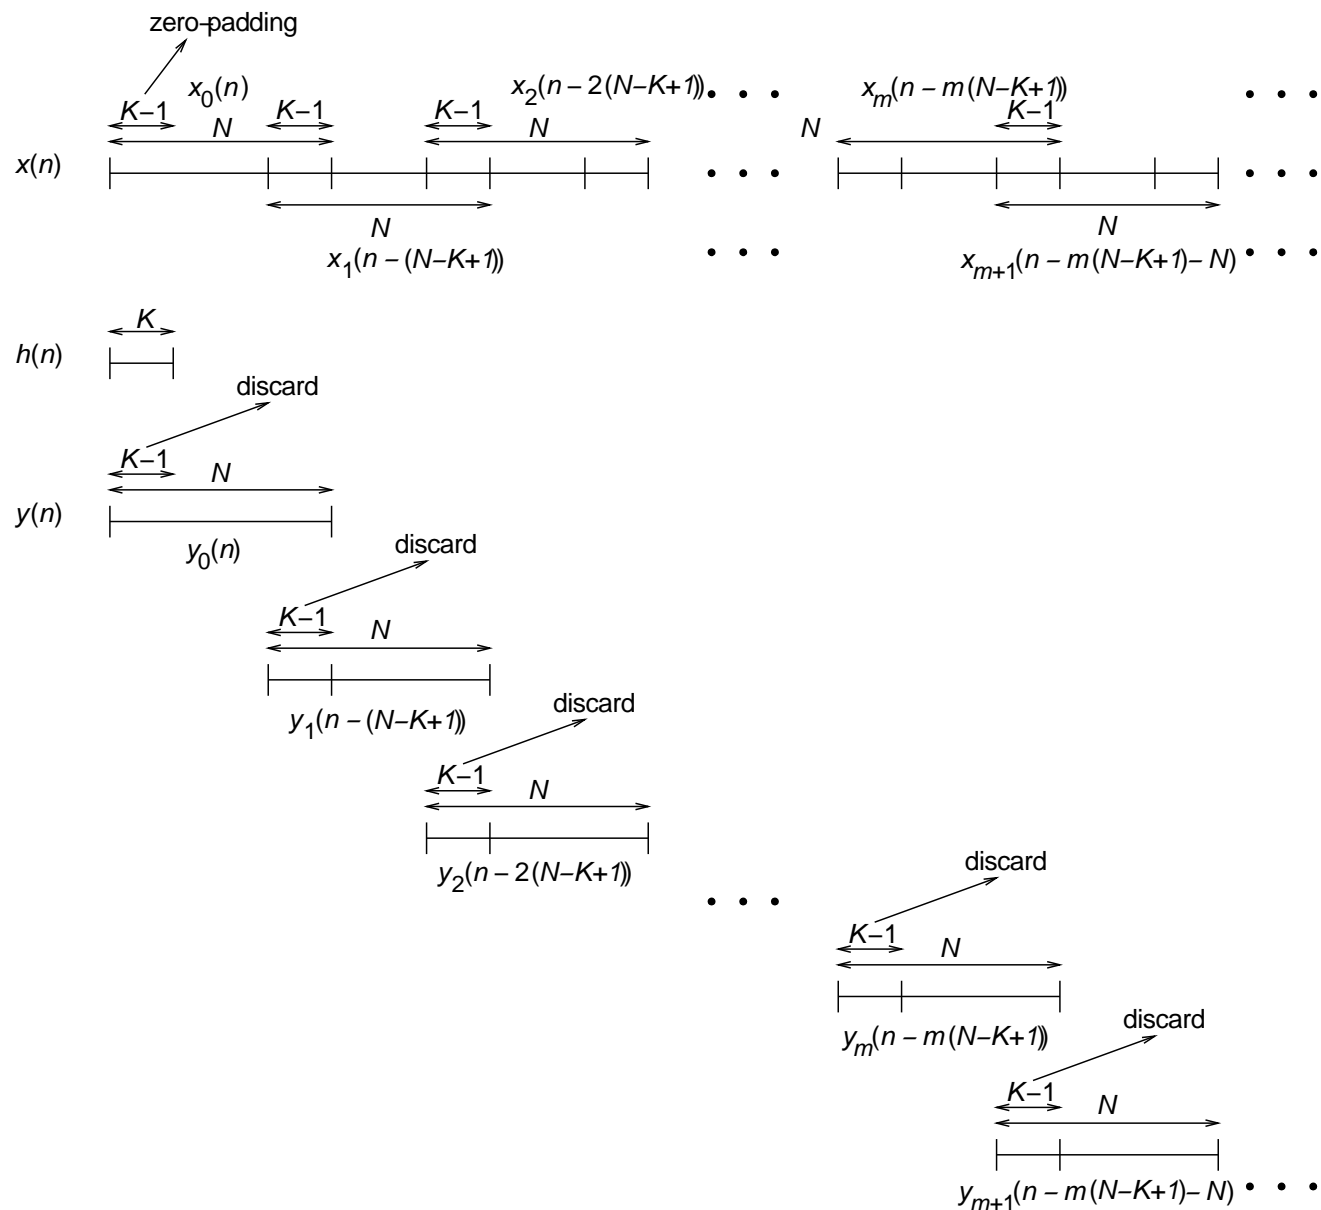 zero-padding
x0(n)
x2(n - 2(N-K+1))
xm(n - m(N-K+1))
K-1
K-1
K-1
K-1
N
N
N
x(n)
N
N
x1(n - (N-K+1))
xm+1(n - m(N-K+1) - N)
K
h(n)
discard
K-1
N
y(n)
y0(n)
discard
K-1
N
y1(n - (N-K+1))
discard
K-1
N
y2(n - 2(N-K+1))
discard
K-1
N
ym(n - m(N-K+1))
discard
K-1
N
ym+1(n - m(N-K+1) - N)